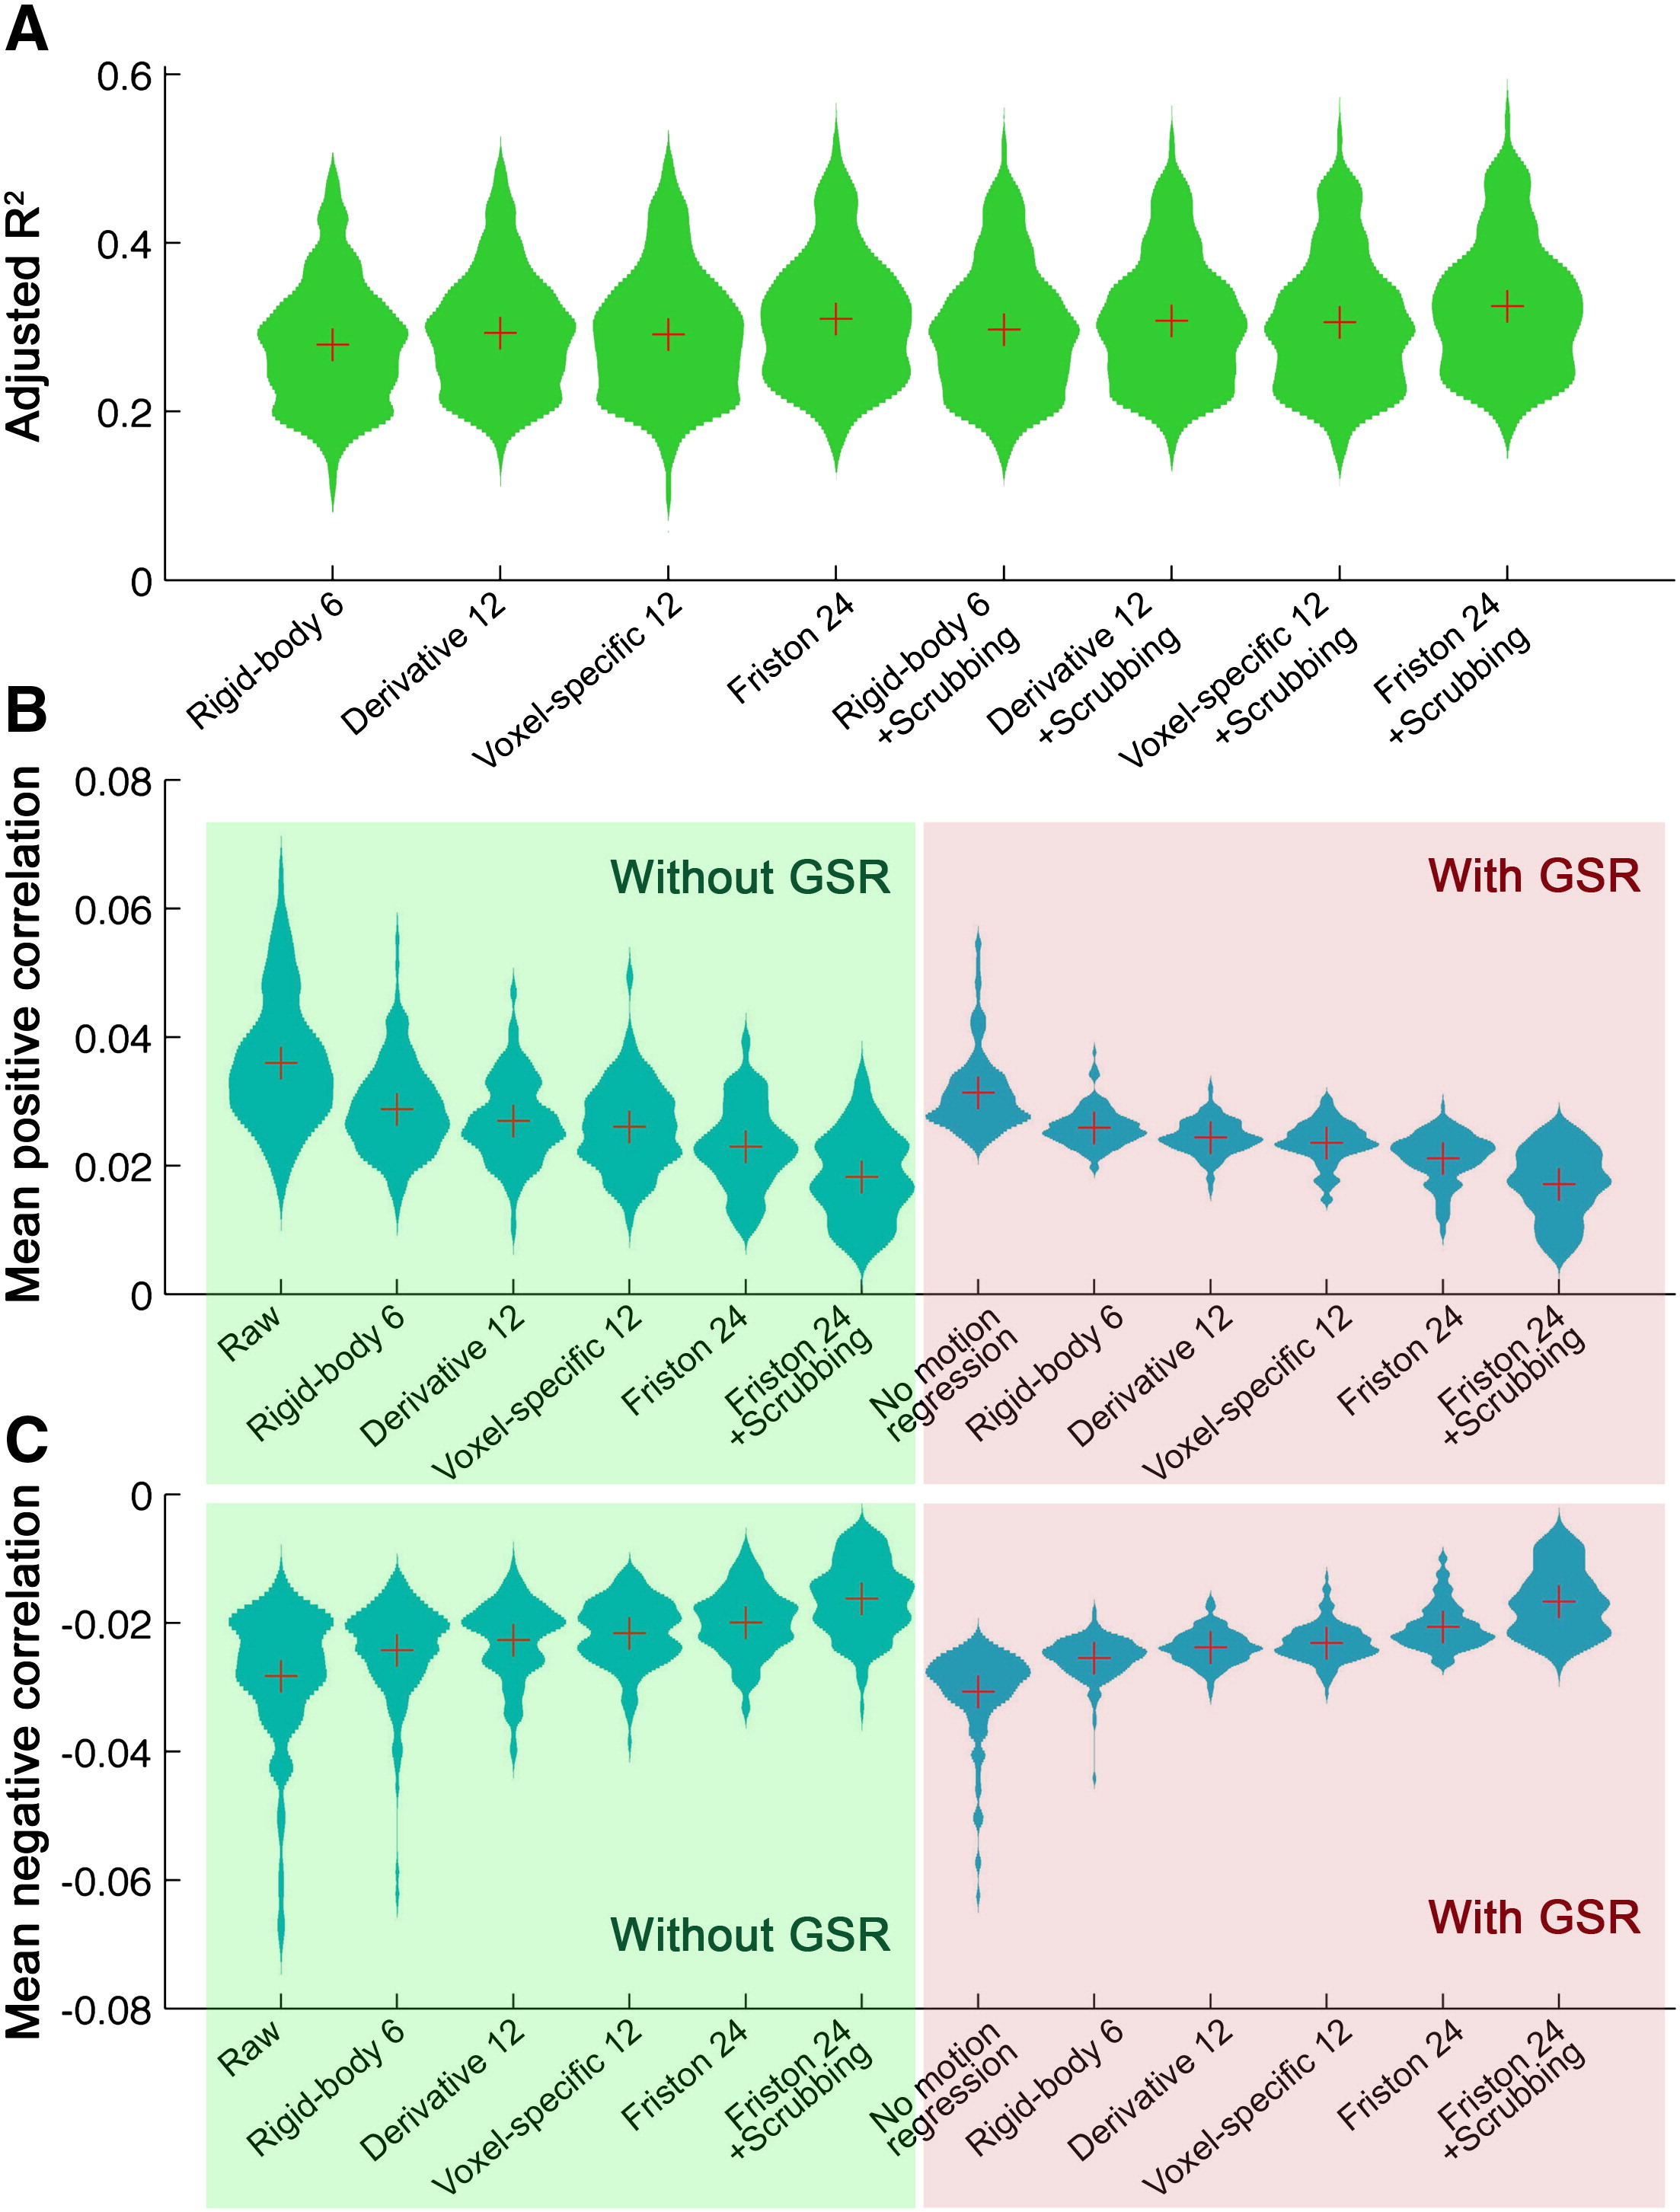 A
Adjusted R²
0.6
0.4
0.2
0
Rigid-body 6
Derivative 12
Voxel-specific 12
Friston 24
Rigid-body 6
+Scrubbing
Derivative 12
+Scrubbing
Voxel-specific 12
+Scrubbing
Friston 24
+Scrubbing
B
Mean positive correlation
0.08
0.06
0.04
0.02
0
Without GSR
With GSR
Raw
Rigid-body 6
Derivative 12
Voxel-specific 12
Friston 24
Friston 24
+Scrubbing
No motion
regression
Rigid-body 6
Derivative 12
Voxel-specific 12
Friston 24
Friston 24
+Scrubbing
C
Mean negative correlation
0
-0.02
-0.04
-0.06
-0.08
Without GSR
With GSR
Raw
Rigid-body 6
Derivative 12
Voxel-specific 12
Friston 24
Friston 24
+Scrubbing
No motion
regression
Rigid-body 6
Derivative 12
Voxel-specific 12
Friston 24
Friston 24
+Scrubbing